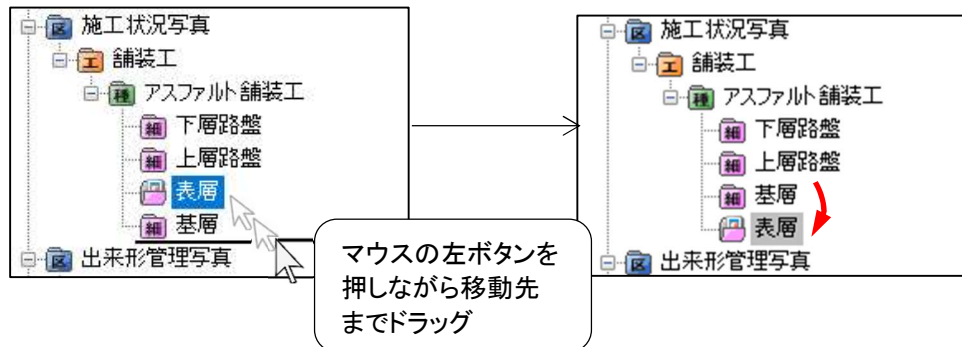 区 施工状況写真
工 舗装工
種 アスファルト舗装工
細 下層路盤
細 上層路盤
表層
細 基層
区 出来形管理写真
マウスの左ボタンを
押しながら移動先
までドラッグ
区 施工状況写真
工 舗装工
種 アスファルト舗装工
細 下層路盤
細 上層路盤
細 基層
表層
区 出来形管理写真